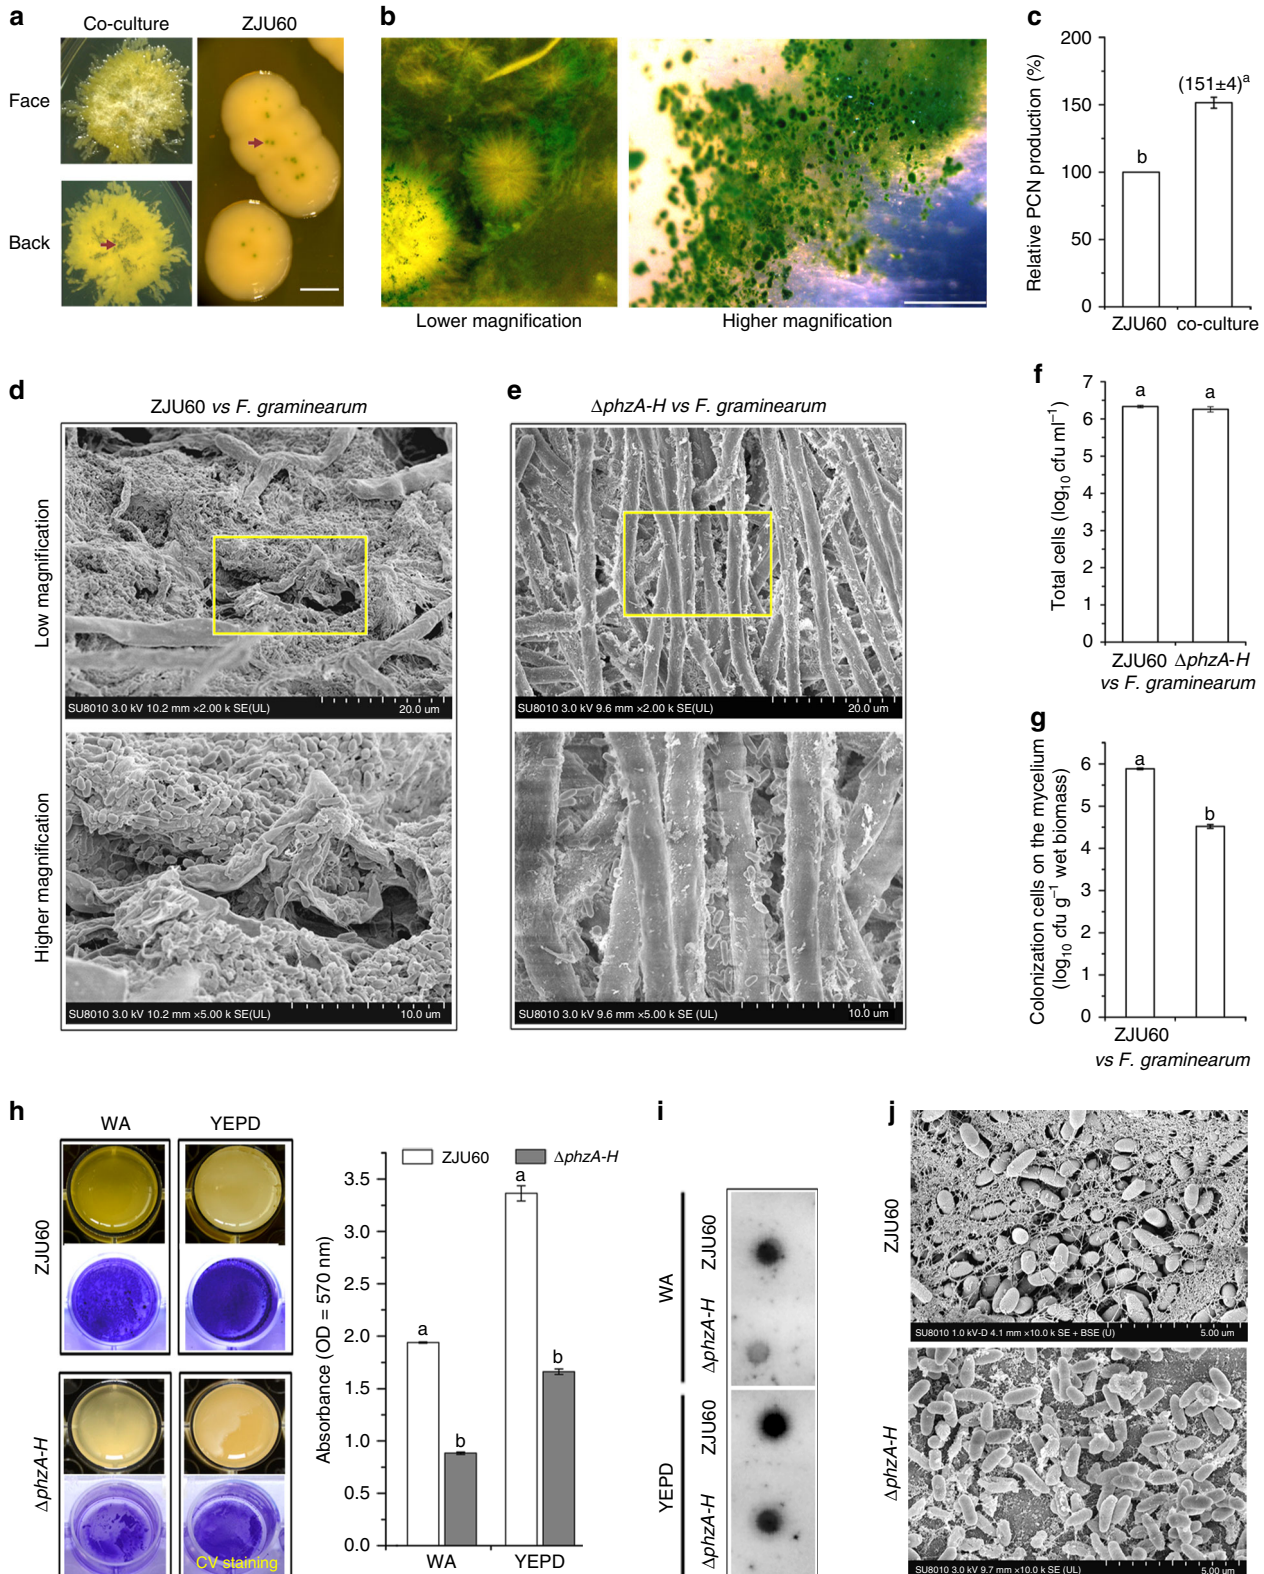 a
Co-culture
ZJU60
Face
Back
b
Lower magnification
Higher magnification
c
Relative PCN production (%)
200
150
100
50
0
b
(151±4)ᵃ
ZJU60
co-culture
d
ZJU60 vs F. graminearum
Low magnification
SU8010 3.0 kV 10.2 mm ×2.00 k SE(UL)
20.0 um
Higher magnification
SU8010 3.0 kV 10.2 mm ×5.00 k SE(UL)
10.0 um
e
ΔphzA-H vs F. graminearum
SU8010 3.0 kV 9.6 mm ×2.00 k SE(UL)
20.0 um
SU8010 3.0 kV 9.6 mm ×5.00 k SE (UL)
10.0 um
f
Total cells (log₁₀ cfu ml⁻¹)
7
6
5
4
3
2
1
0
a
a
ZJU60 ΔphzA-H
vs F. graminearum
g
Colonization cells on the mycelium
(log₁₀ cfu g⁻¹ wet biomass)
6
5
4
3
2
1
0
a
b
ZJU60
vs F. graminearum
h
WA
YEPD
ZJU60
ΔphzA-H
CV staining
Absorbance (OD = 570 nm)
3.5
3.0
2.5
2.0
1.5
1.0
0.5
0.0
ZJU60
ΔphzA-H
a
b
a
b
WA
YEPD
i
WA
ZJU60
ΔphzA-H
YEPD
ZJU60
ΔphzA-H
j
ZJU60
SU8010 1.0 kV-D 4.1 mm ×10.0 k SE + BSE (U)
5.00 um
ΔphzA-H
SU8010 3.0 kV 9.7 mm ×10.0 k SE (UL)
5.00 um